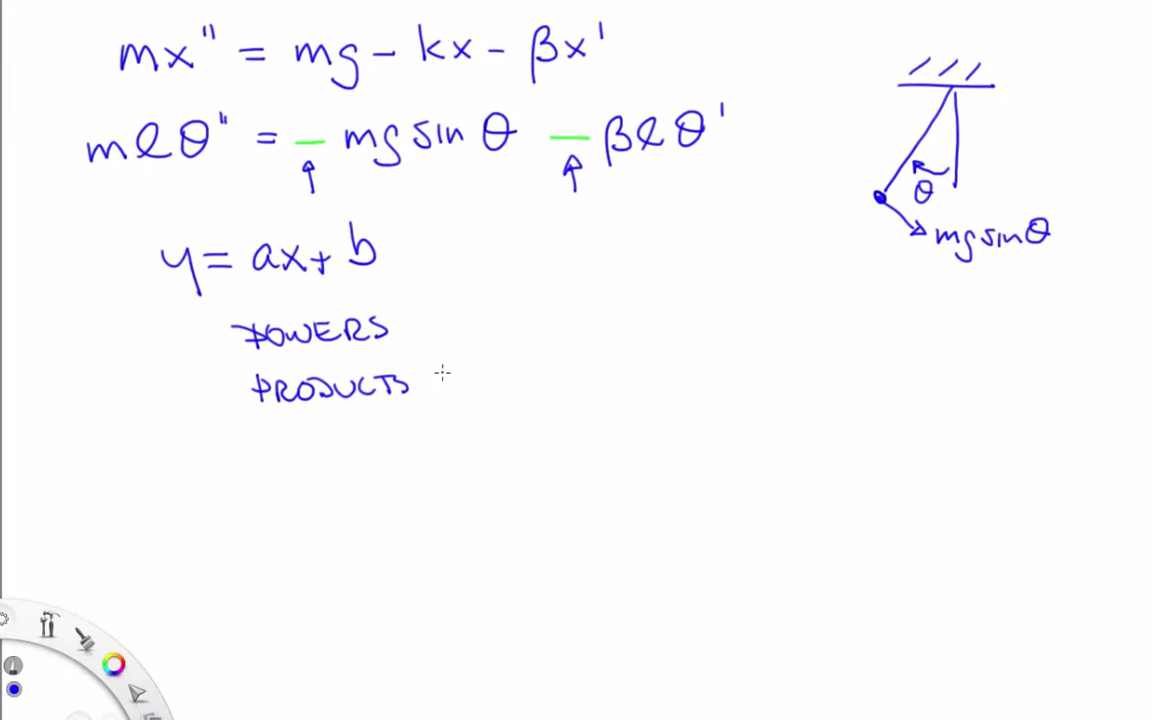 mx" = mg - kx - βx'
mℓθ" = - mg sin θ - βℓθ'
θ
mg sin θ
y = ax + b
POWERS
PRODUCTS